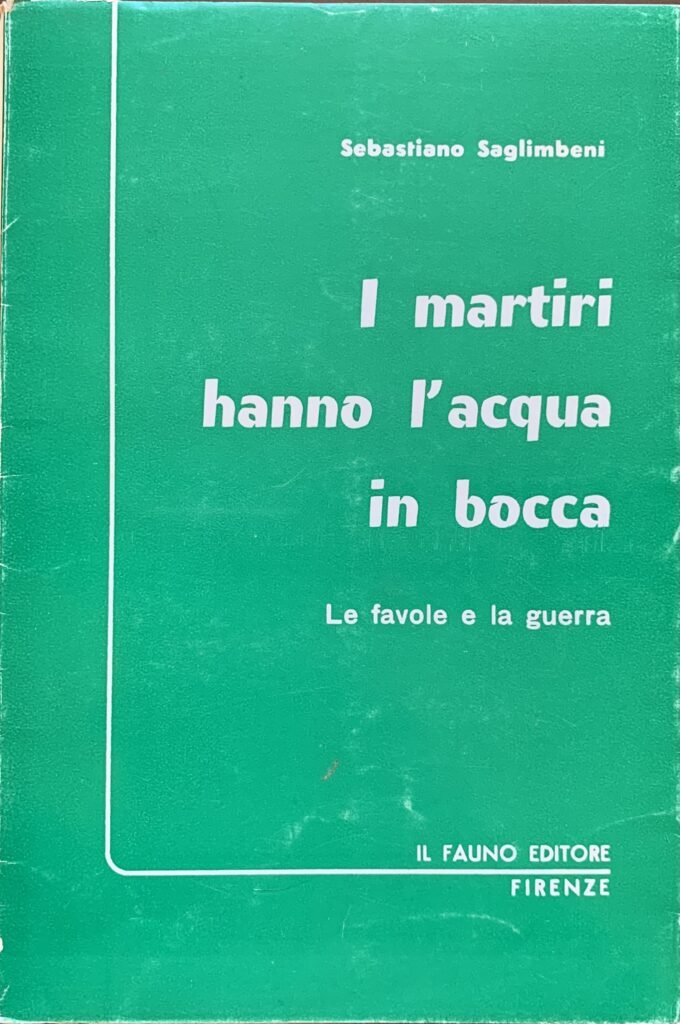 Sebastiano Saglimbeni
I martiri
hanno l'acqua
in bocca
Le favole e la guerra
IL FAUNO EDITORE
FIRENZE